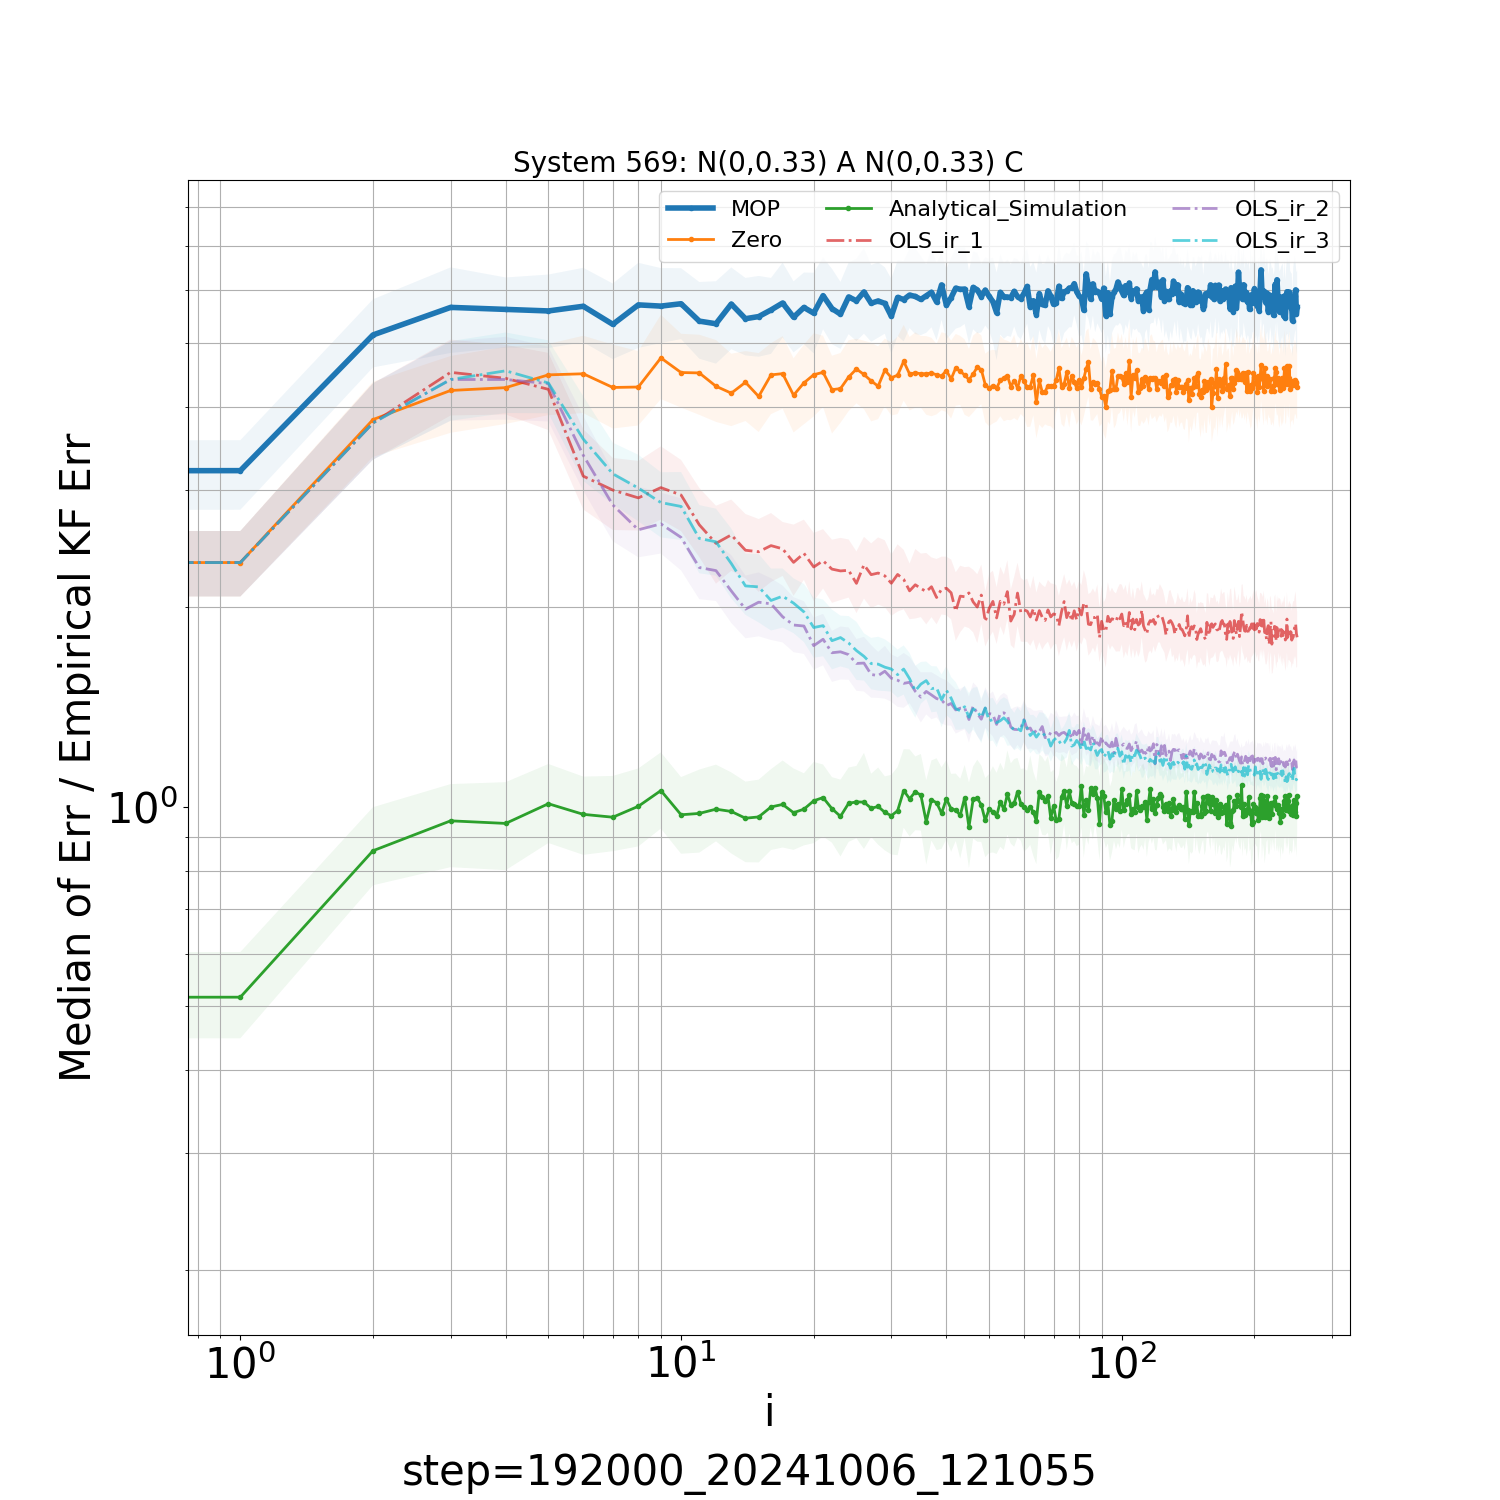 System 569: N(0,0.33) A N(0,0.33) C
MOP
Zero
Analytical_Simulation
OLS_ir_1
OLS_ir_2
OLS_ir_3
Median of Err / Empirical KF Err
10⁰
10⁰ 10¹ 10²
i
step=192000_20241006_121055